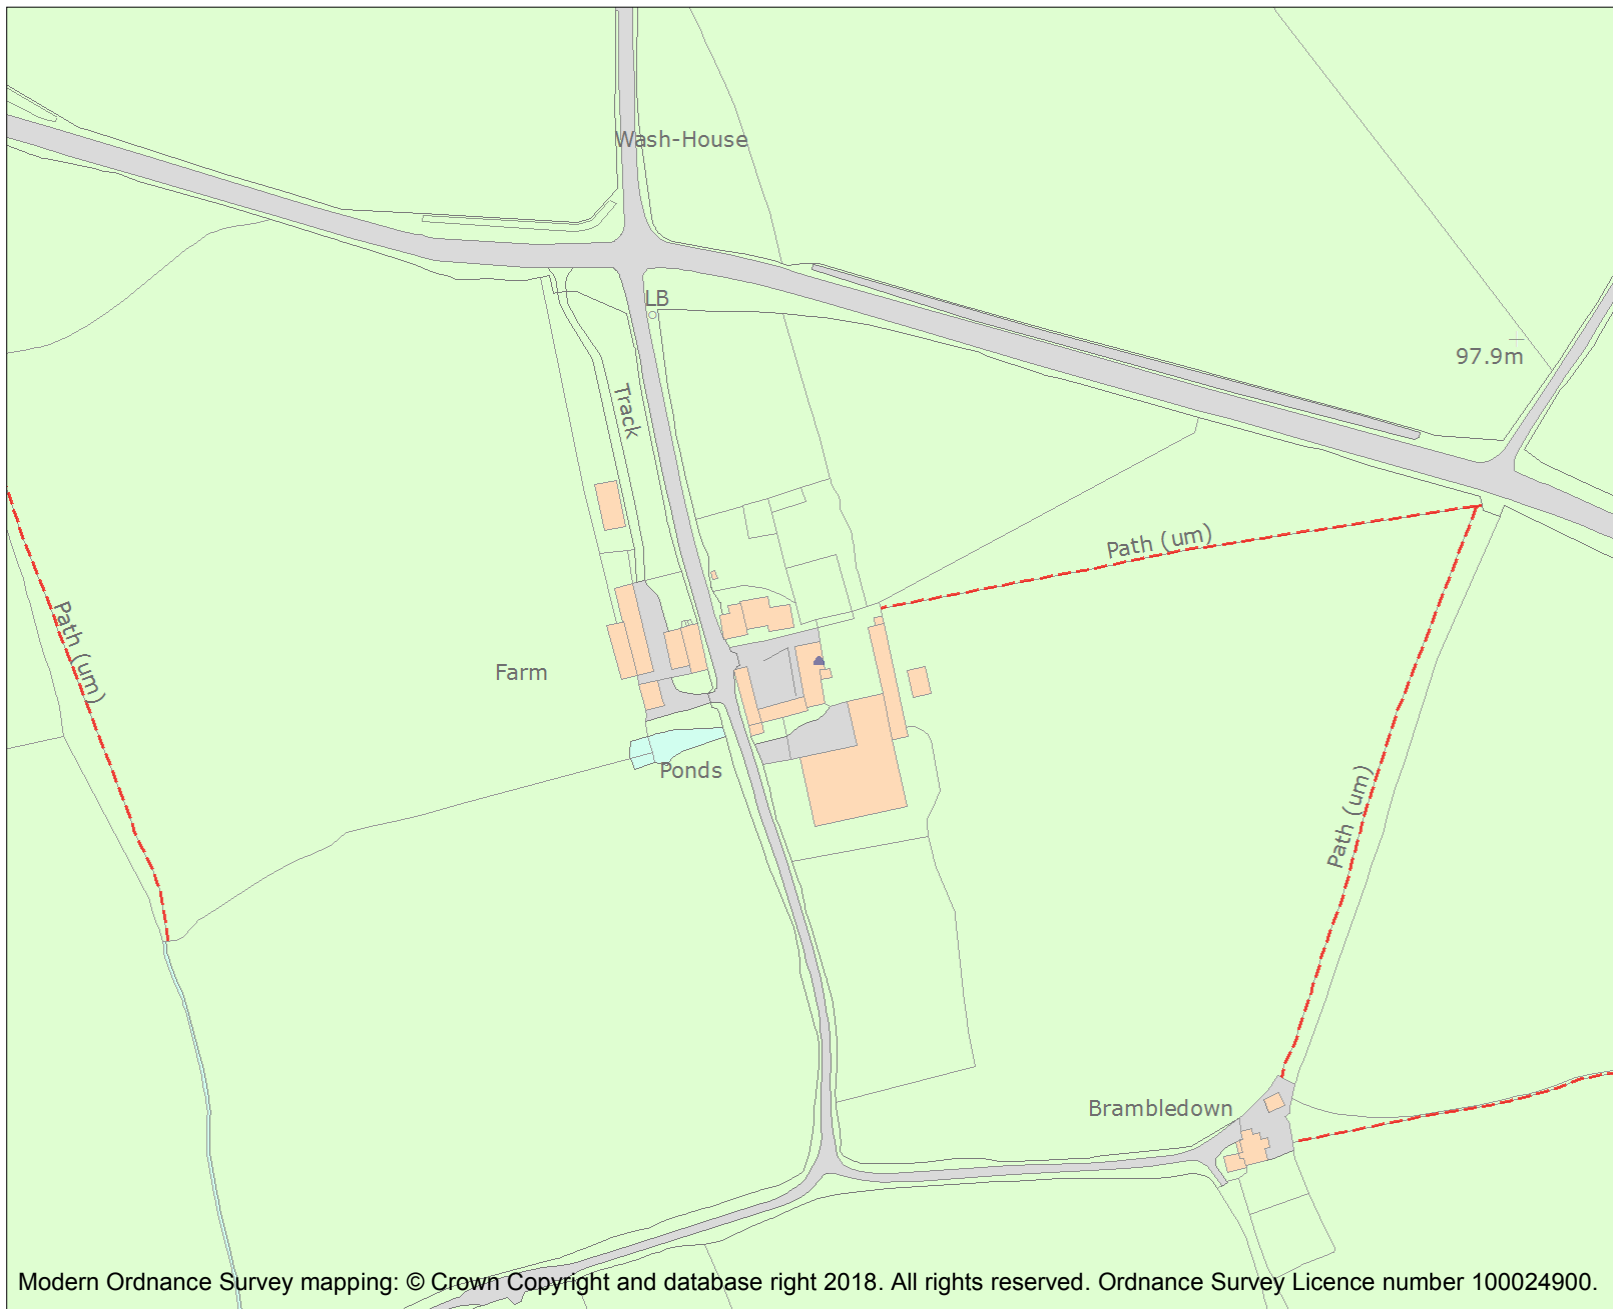 Wash-House
LB
97.9m
Track
Path (um)
Path (um)
Farm
Ponds
Path (um)
Brambledown
Modern Ordnance Survey mapping: © Crown Copyright and database right 2018. All rights reserved. Ordnance Survey Licence number 100024900.